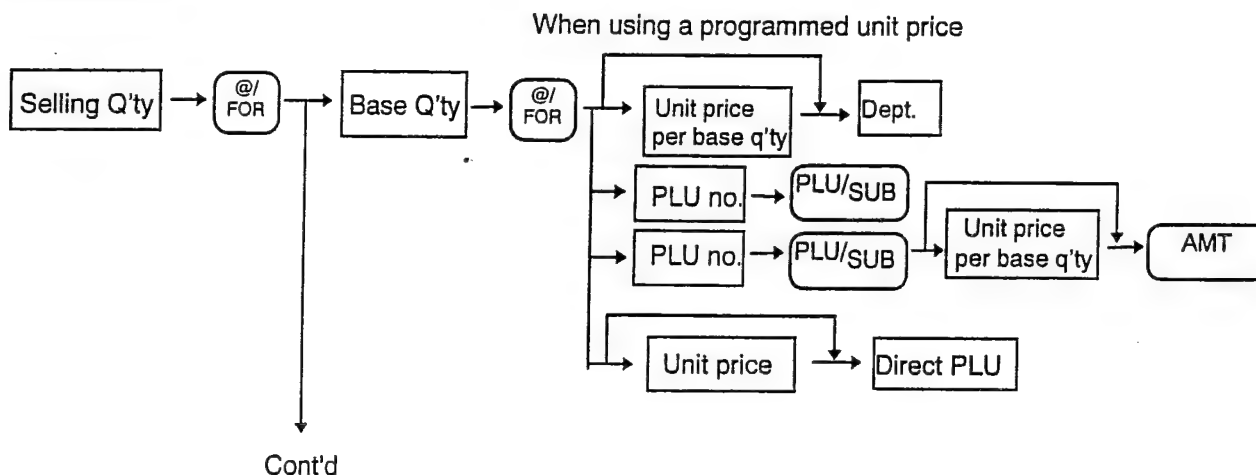 When using a programmed unit price
Selling Q'ty
@/
FOR
Base Q'ty
@/
FOR
Unit price
per base q'ty
Dept.
PLU no.
PLU/SUB
PLU no.
PLU/SUB
Unit price
per base q'ty
AMT
Unit price
Direct PLU
Cont'd